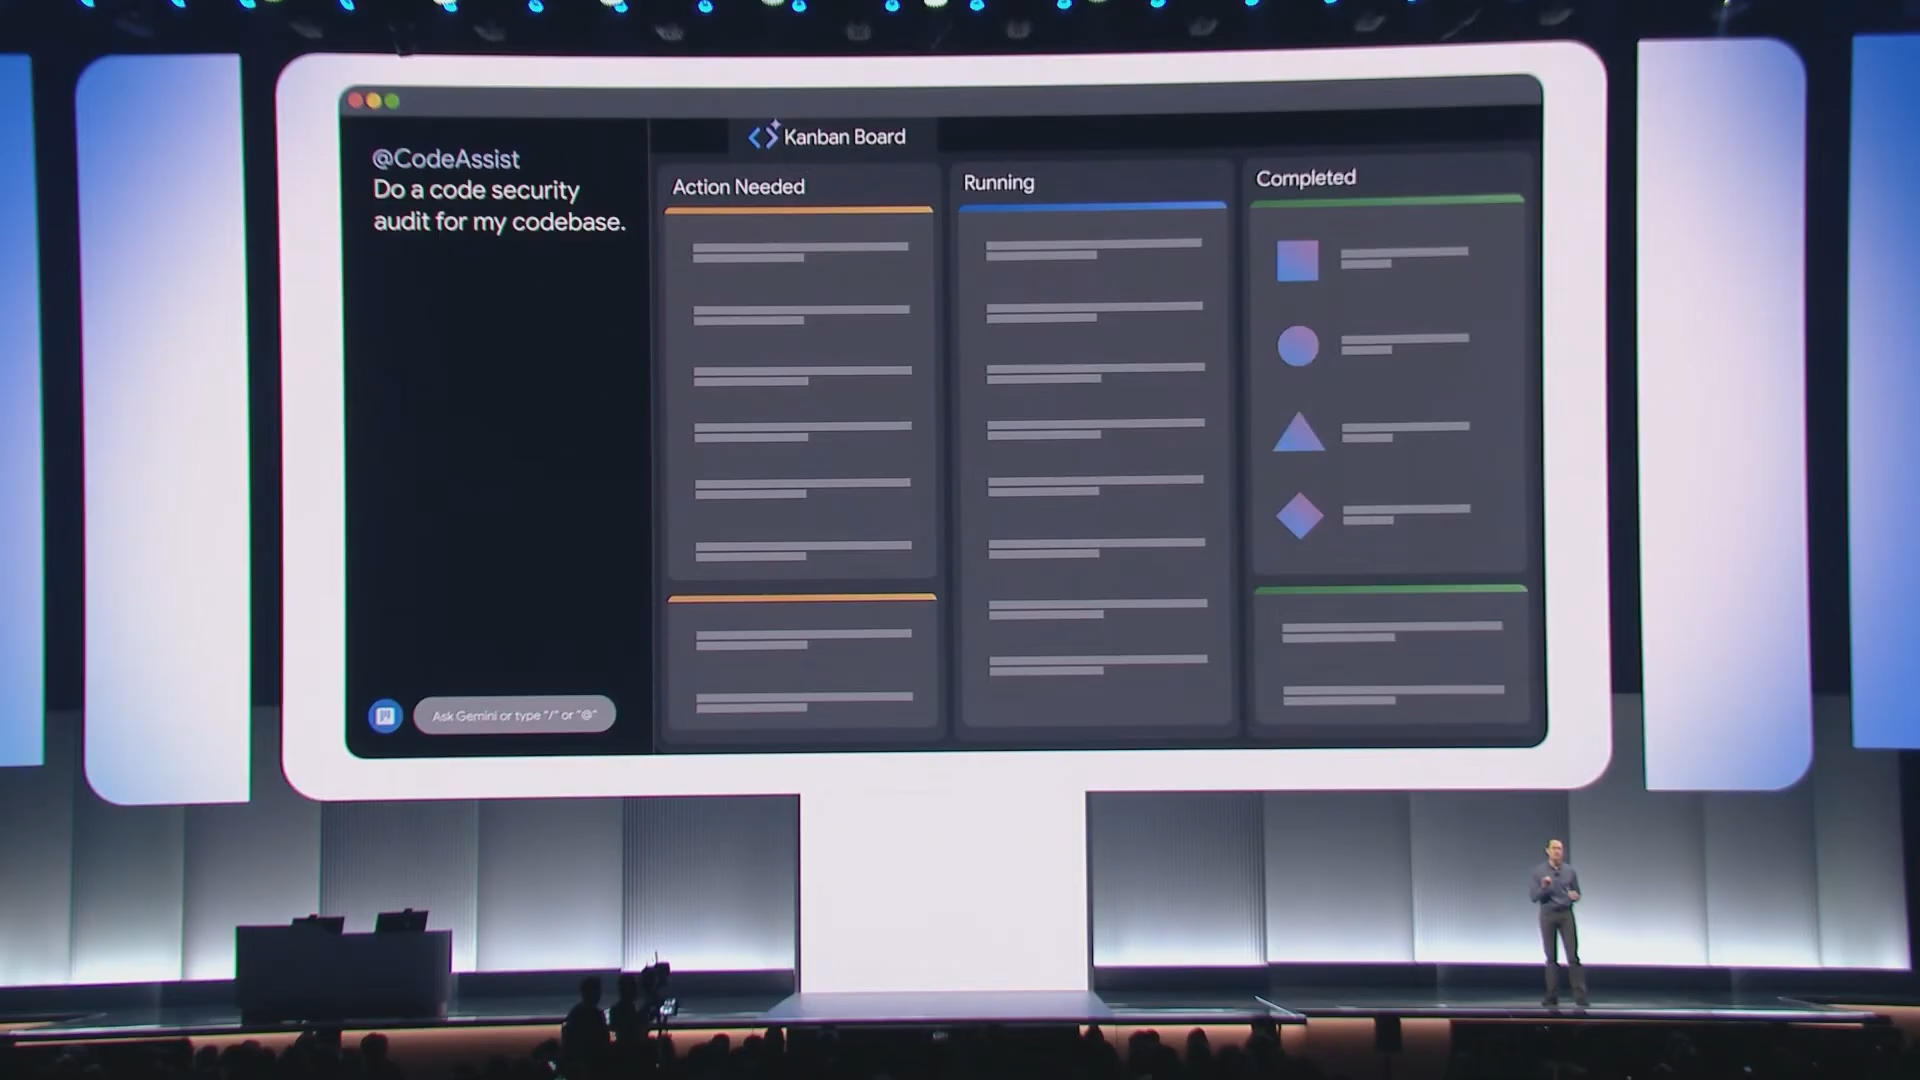 @CodeAssist
Do a code security
audit for my codebase.
Ask Gemini or type "/" or "@"
Kanban Board
Action Needed
Running
Completed